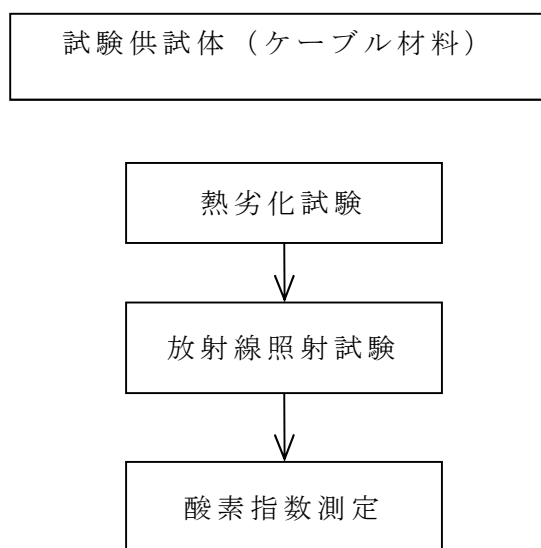 試験供試体（ケーブル材料）
熱劣化試験
放射線照射試験
酸素指数測定